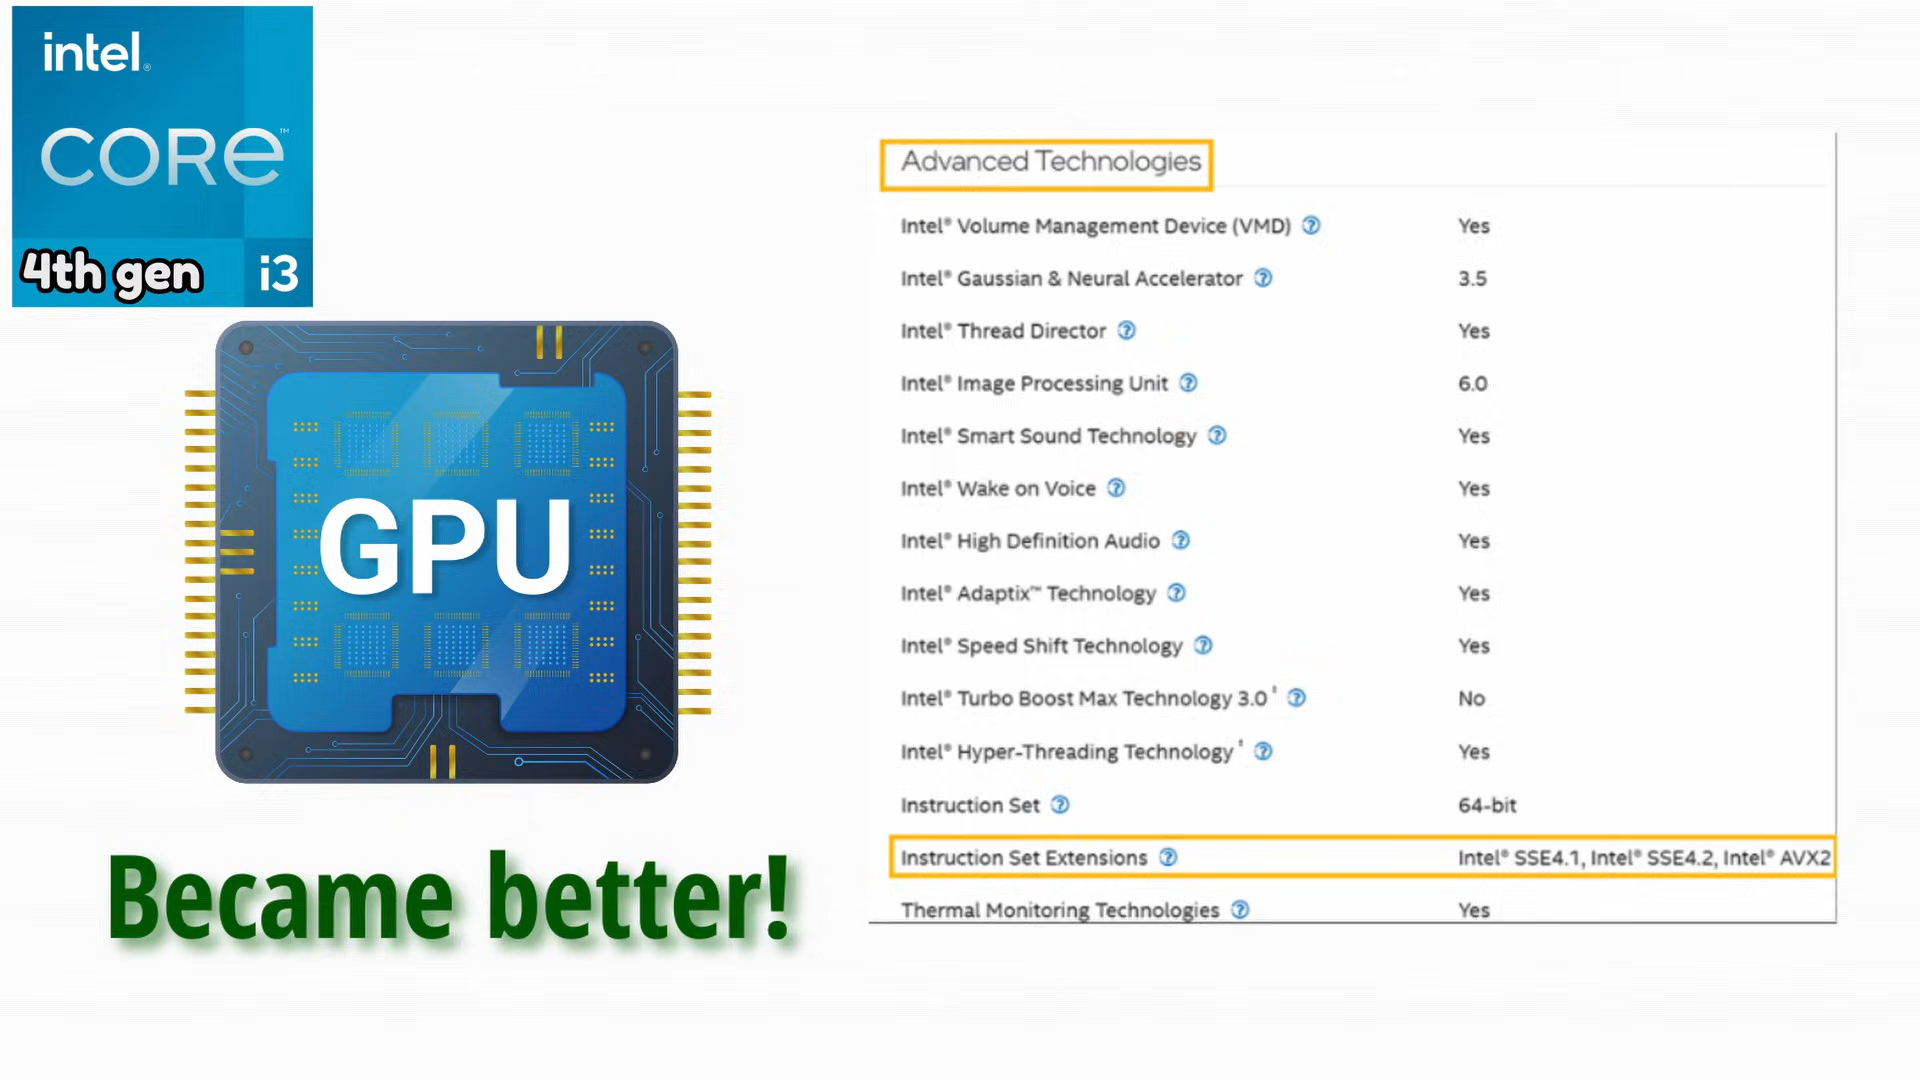 intel®
CORE™
4th gen i3
GPU
Became better!
Advanced Technologies
Intel® Volume Management Device (VMD) ? Yes
Intel® Gaussian & Neural Accelerator ? 3.5
Intel® Thread Director ? Yes
Intel® Image Processing Unit ? 6.0
Intel® Smart Sound Technology ? Yes
Intel® Wake on Voice ? Yes
Intel® High Definition Audio ? Yes
Intel® Adaptix™ Technology ? Yes
Intel® Speed Shift Technology ? Yes
Intel® Turbo Boost Max Technology 3.0 ‡ ? No
Intel® Hyper-Threading Technology ‡ ? Yes
Instruction Set ? 64-bit
Instruction Set Extensions ? Intel® SSE4.1, Intel® SSE4.2, Intel® AVX2
Thermal Monitoring Technologies ? Yes